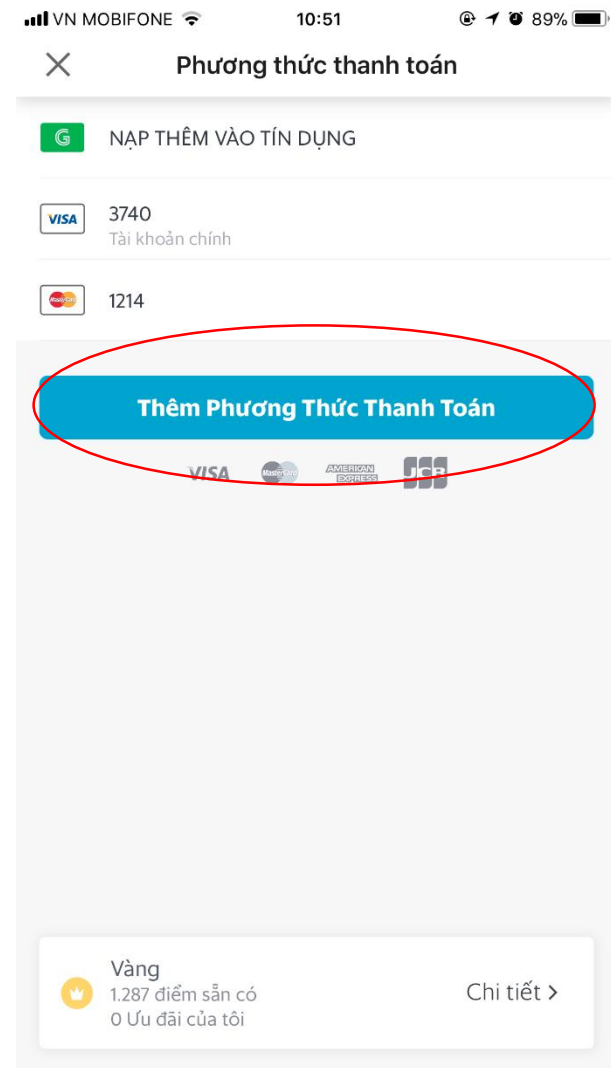 VN MOBIFONE 10:51 89%
Phương thức thanh toán
G NẠP THÊM VÀO TÍN DỤNG
VISA 3740
Tài khoản chính
MasterCard 1214
Thêm Phương Thức Thanh Toán
VISA MasterCard AMERICAN EXPRESS JCB
Vàng
1.287 điểm sẵn có
0 Ưu đãi của tôi
Chi tiết >